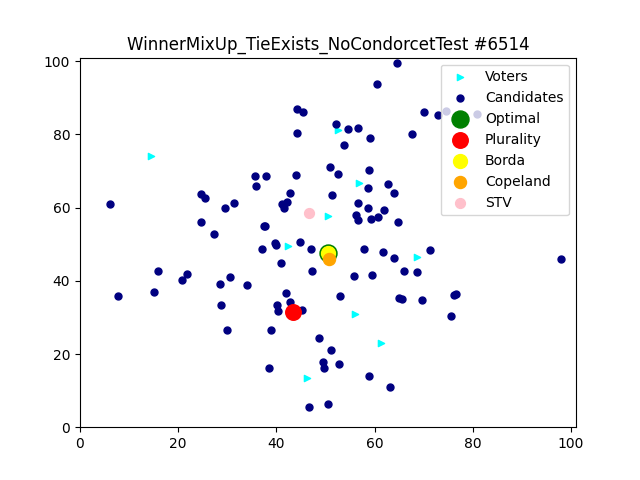 WinnerMixUp_TieExists_NoCondorcetTest #6514
100
80
60
40
20
0
0 20 40 60 80 100
Voters
Candidates
Optimal
Plurality
Borda
Copeland
STV